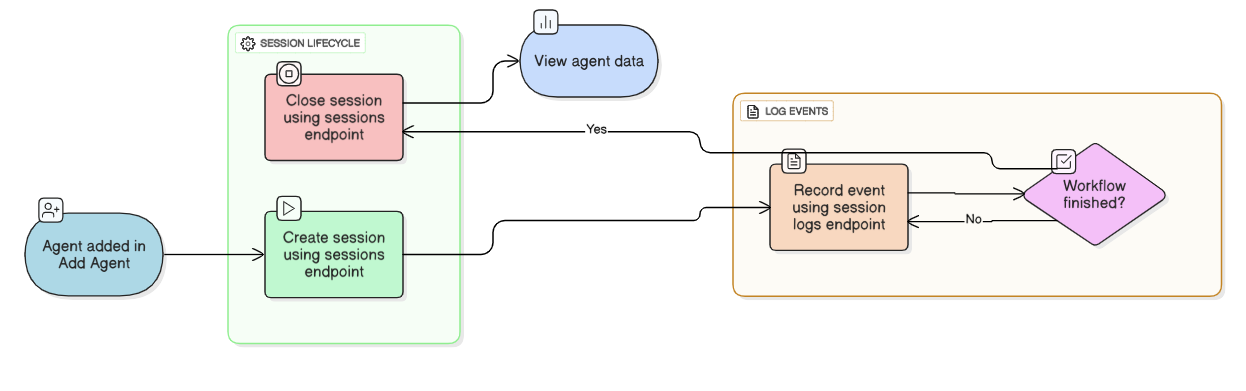 SESSION LIFECYCLE
View agent data
Close session
using sessions
endpoint
Yes
LOG EVENTS
Record event
using session
logs endpoint
Workflow
finished?
No
Agent added in
Add Agent
Create session
using sessions
endpoint